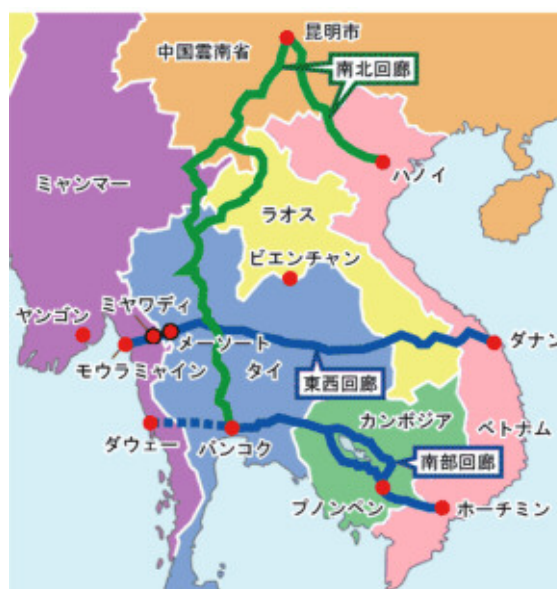 昆明市
中国雲南省
南北回廊
ミャンマー
ハノイ
ラオス
ビエンチャン
ミヤワディ
ヤンゴン
メーソート
ダナン
モウラミャイン
タイ
東西回廊
カンボジア
ベトナム
ダウェー
バンコク
南部回廊
プノンペン
ホーチミン